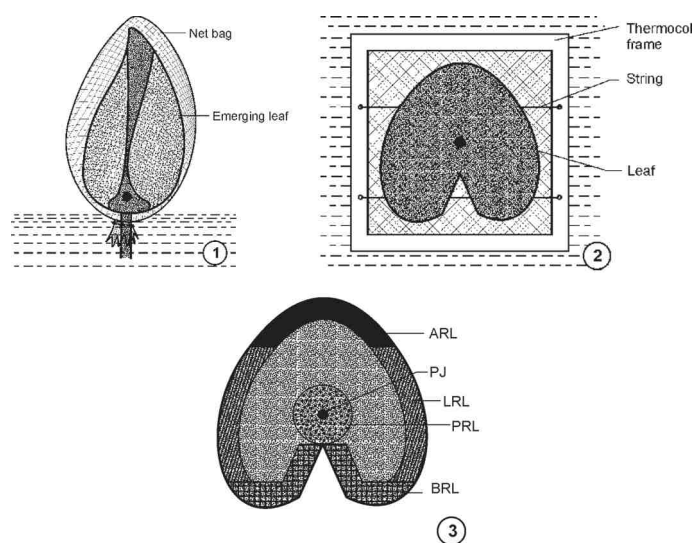 Net bag
Emerging leaf
1
Thermocol
frame
String
Leaf
2
ARL
PJ
LRL
PRL
BRL
3